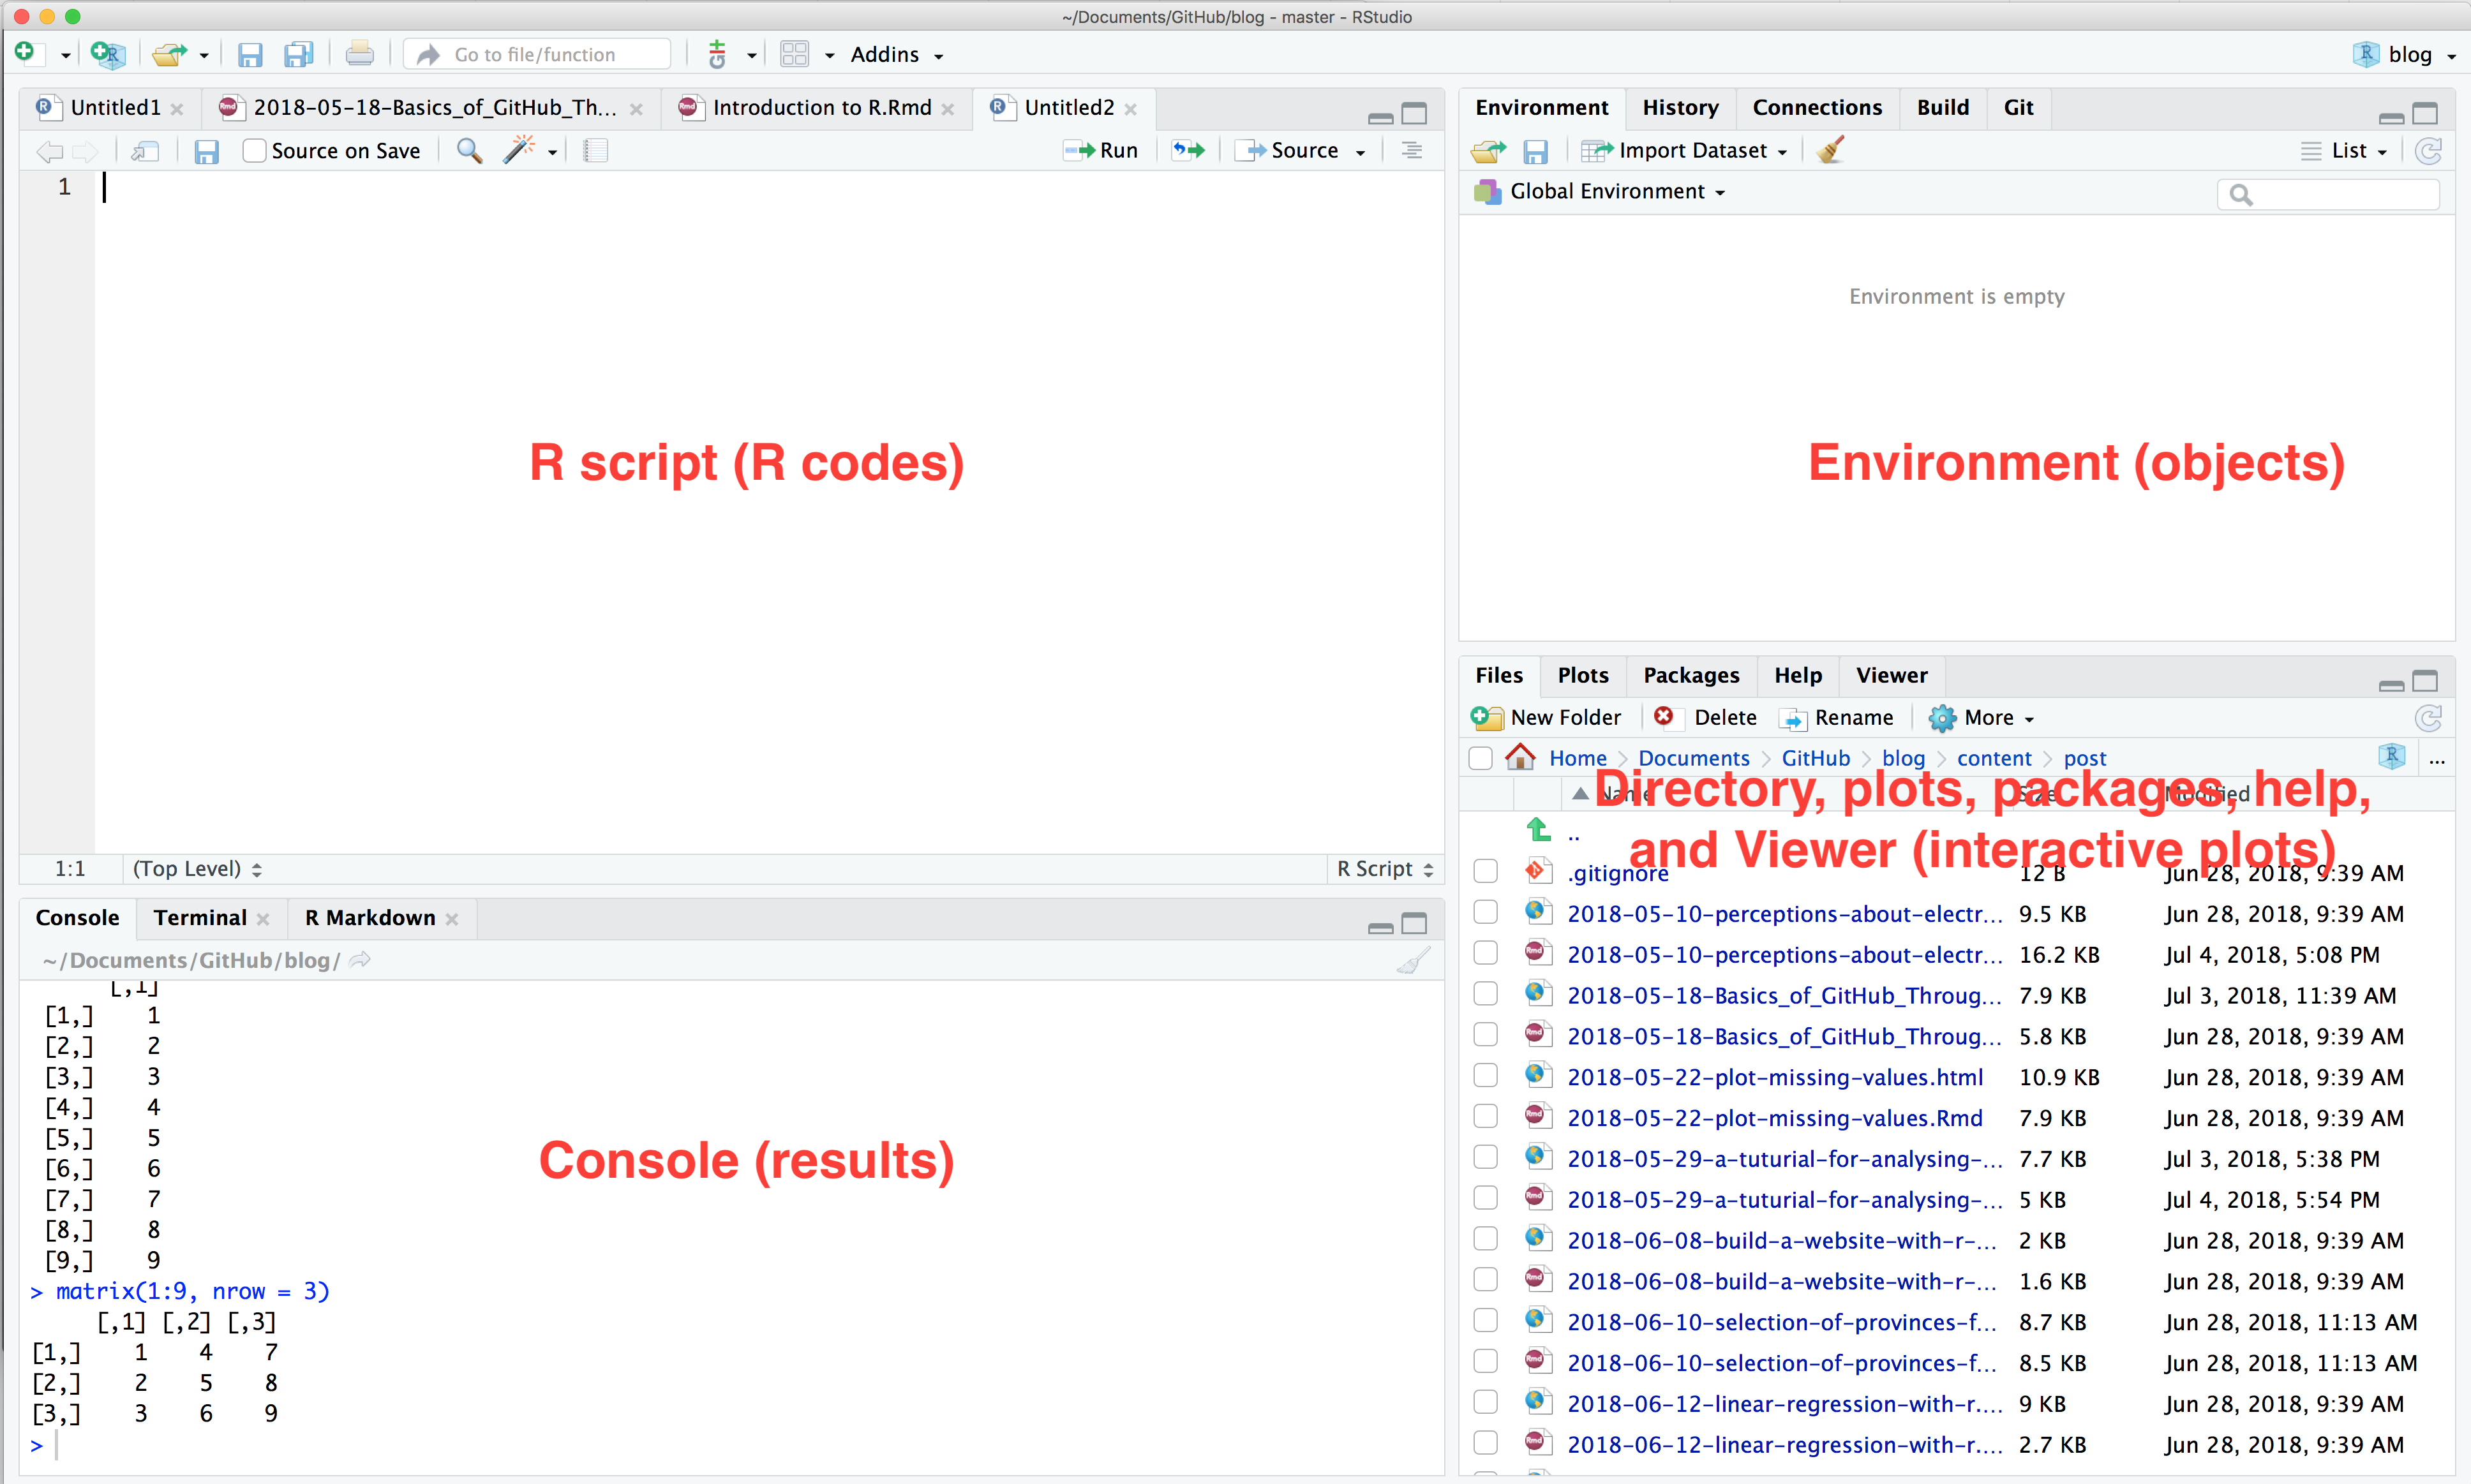 ~/Documents/GitHub/blog - master - RStudio
Go to file/function
Addins
blog
Untitled1
2018-05-18-Basics_of_GitHub_Th...
Introduction to R.Rmd
Untitled2
Source on Save
Run
Source
1
R script (R codes)
1:1
(Top Level)
R Script
Console
Terminal
R Markdown
~/Documents/GitHub/blog/
[,1]
[1,] 1
[2,] 2
[3,] 3
[4,] 4
[5,] 5
[6,] 6
[7,] 7
[8,] 8
[9,] 9
> matrix(1:9, nrow = 3)
[,1] [,2] [,3]
[1,] 1 4 7
[2,] 2 5 8
[3,] 3 6 9
>
Console (results)
Environment
History
Connections
Build
Git
Import Dataset
List
Global Environment
Environment is empty
Environment (objects)
Files
Plots
Packages
Help
Viewer
New Folder
Delete
Rename
More
Home
Documents
GitHub
blog
content
post
...
Name
Size
Modified
Directory, plots, packages, help,
and Viewer (interactive plots)
..
.gitignore 12 B Jun 28, 2018, 9:39 AM
2018-05-10-perceptions-about-electr... 9.5 KB Jun 28, 2018, 9:39 AM
2018-05-10-perceptions-about-electr... 16.2 KB Jul 4, 2018, 5:08 PM
2018-05-18-Basics_of_GitHub_Throug... 7.9 KB Jul 3, 2018, 11:39 AM
2018-05-18-Basics_of_GitHub_Throug... 5.8 KB Jun 28, 2018, 9:39 AM
2018-05-22-plot-missing-values.html 10.9 KB Jun 28, 2018, 9:39 AM
2018-05-22-plot-missing-values.Rmd 7.9 KB Jun 28, 2018, 9:39 AM
2018-05-29-a-tuturial-for-analysing-... 7.7 KB Jul 3, 2018, 5:38 PM
2018-05-29-a-tuturial-for-analysing-... 5 KB Jul 4, 2018, 5:54 PM
2018-06-08-build-a-website-with-r-... 2 KB Jun 28, 2018, 9:39 AM
2018-06-08-build-a-website-with-r-... 1.6 KB Jun 28, 2018, 9:39 AM
2018-06-10-selection-of-provinces-f... 8.7 KB Jun 28, 2018, 11:13 AM
2018-06-10-selection-of-provinces-f... 8.5 KB Jun 28, 2018, 11:13 AM
2018-06-12-linear-regression-with-r.... 9 KB Jun 28, 2018, 9:39 AM
2018-06-12-linear-regression-with-r.... 2.7 KB Jun 28, 2018, 9:39 AM